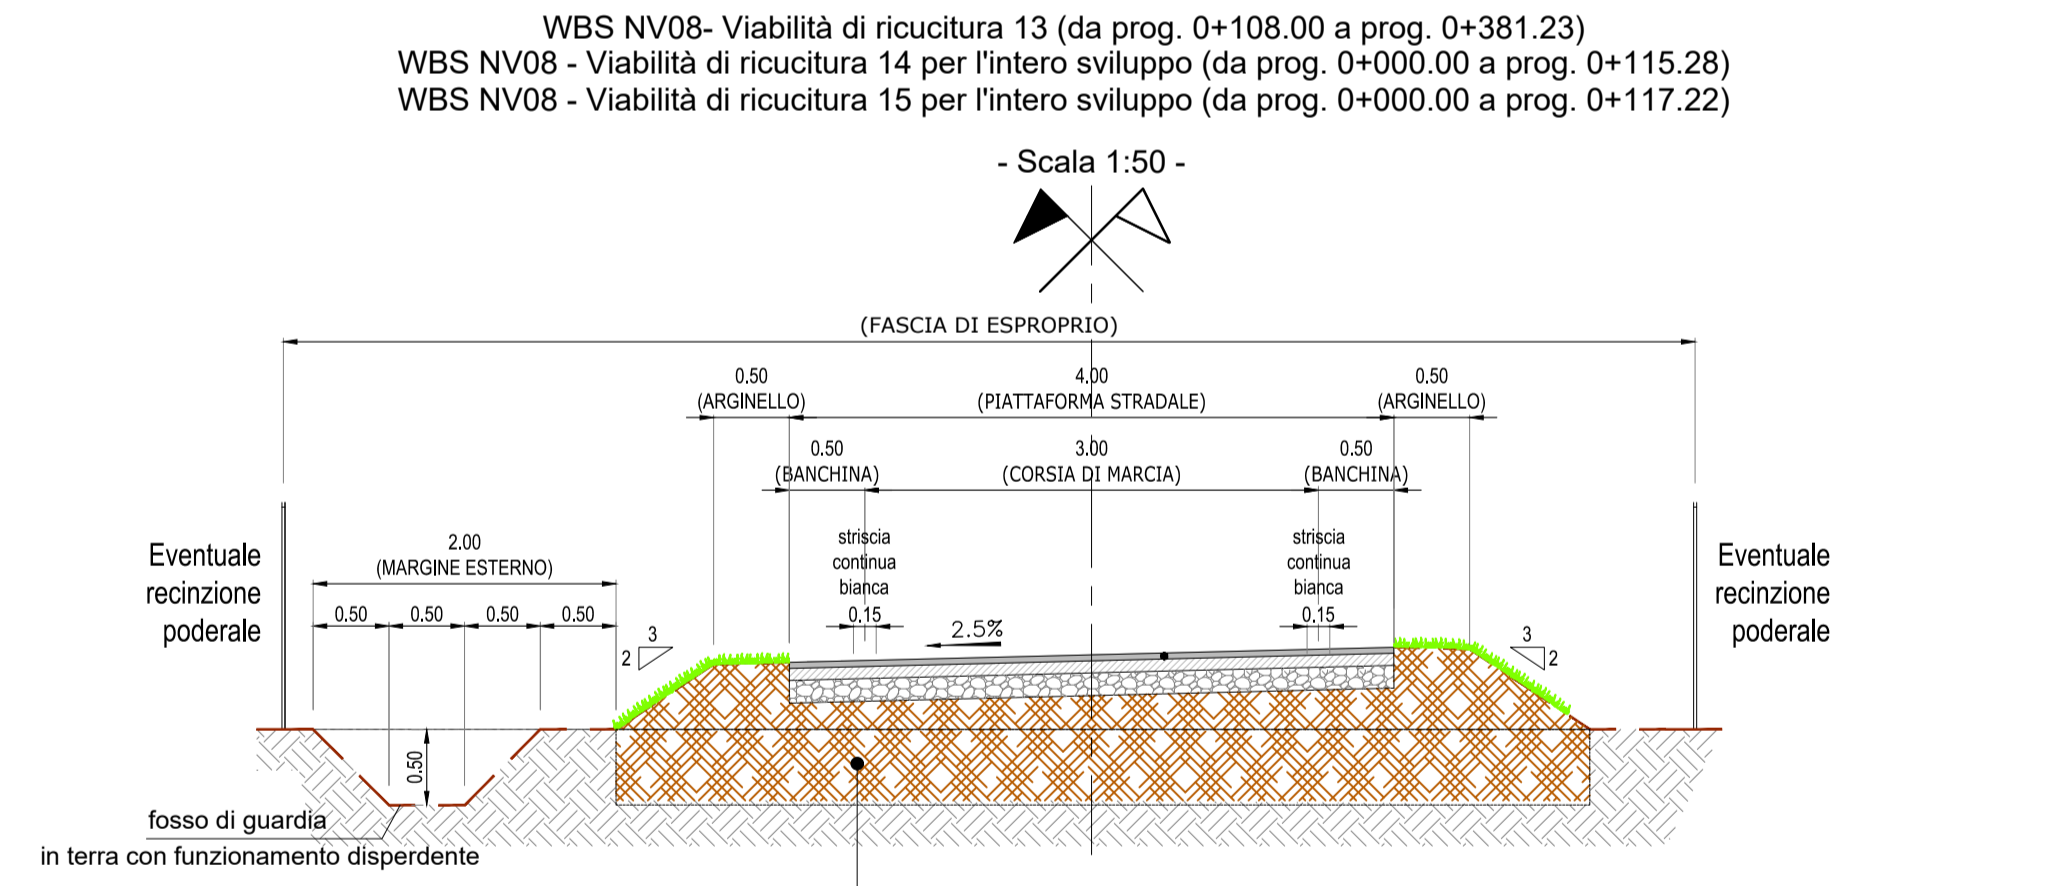 WBS NV08- Viabilità di ricucitura 13 (da prog. 0+108.00 a prog. 0+381.23)
WBS NV08 - Viabilità di ricucitura 14 per l'intero sviluppo (da prog. 0+000.00 a prog. 0+115.28)
WBS NV08 - Viabilità di ricucitura 15 per l'intero sviluppo (da prog. 0+000.00 a prog. 0+117.22)
- Scala 1:50 -
(FASCIA DI ESPROPRIO)
0.50
(ARGINELLO)
4.00
(PIATTAFORMA STRADALE)
0.50
(ARGINELLO)
0.50
(BANCHINA)
3.00
(CORSIA DI MARCIA)
0.50
(BANCHINA)
Eventuale
recinzione
poderale
2.00
(MARGINE ESTERNO)
0.50
0.50
0.50
0.50
striscia
continua
bianca
0.15
striscia
continua
bianca
0.15
Eventuale
recinzione
poderale
3
2
2.5%
3
2
0.50
fosso di guardia
in terra con funzionamento disperdente